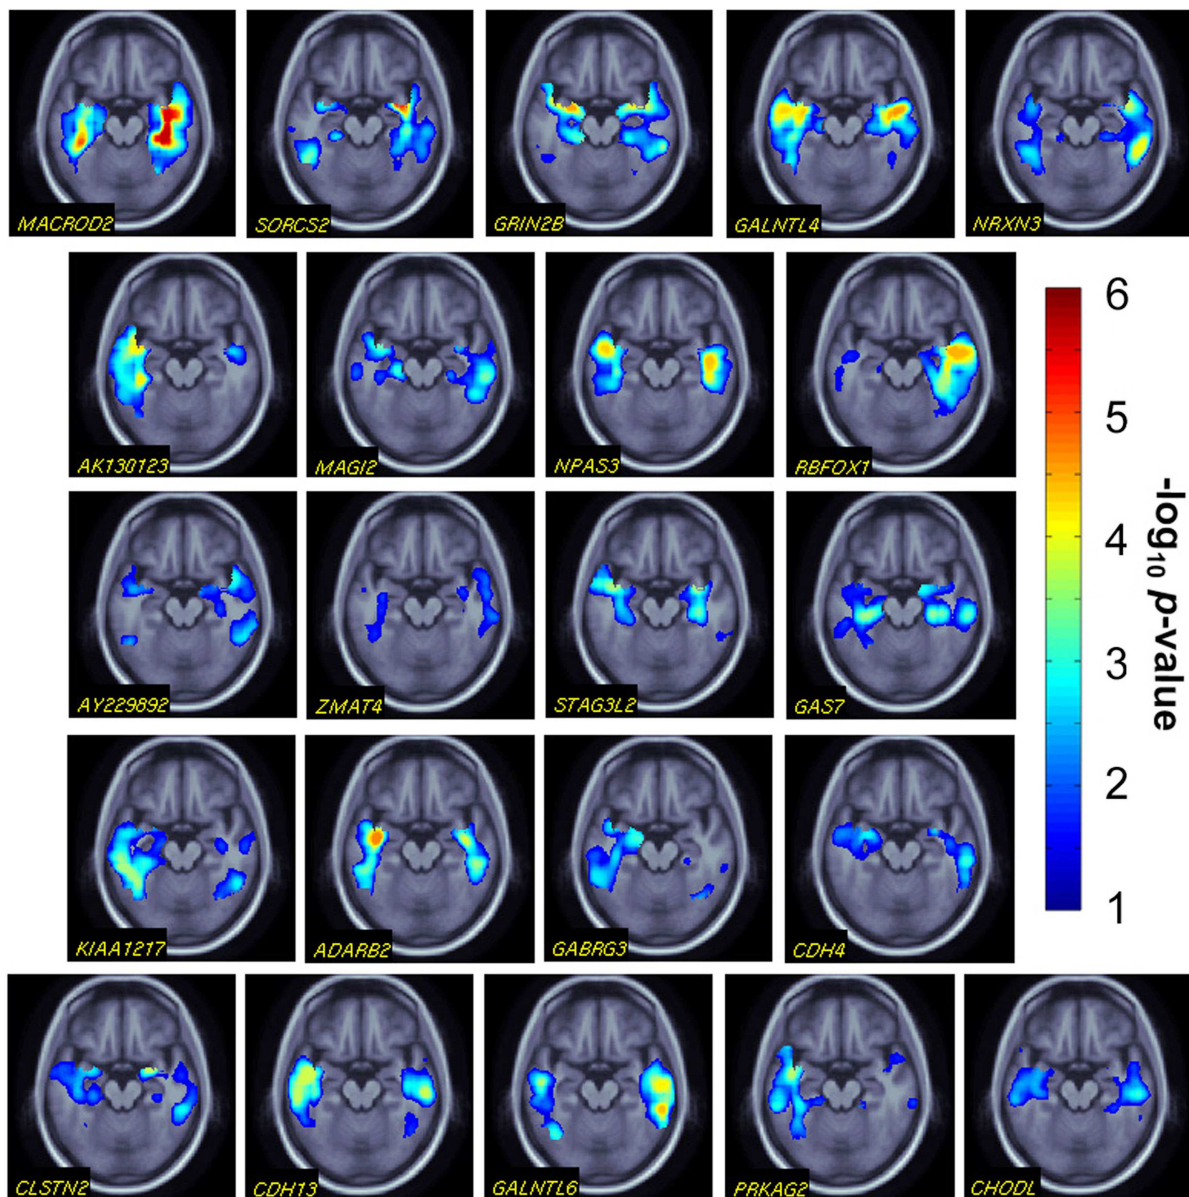 MACROD2
SORCS2
GRIN2B
GALNTL4
NRXN3
AK130123
MAGI2
NPAS3
RBFOX1
6
5
4
3
2
1
-log10 p-value
AY229892
ZMAT4
STAG3L2
GAS7
KIAA1217
ADARB2
GABRG3
CDH4
CLSTN2
CDH13
GALNTL6
PRKAG2
CHODL